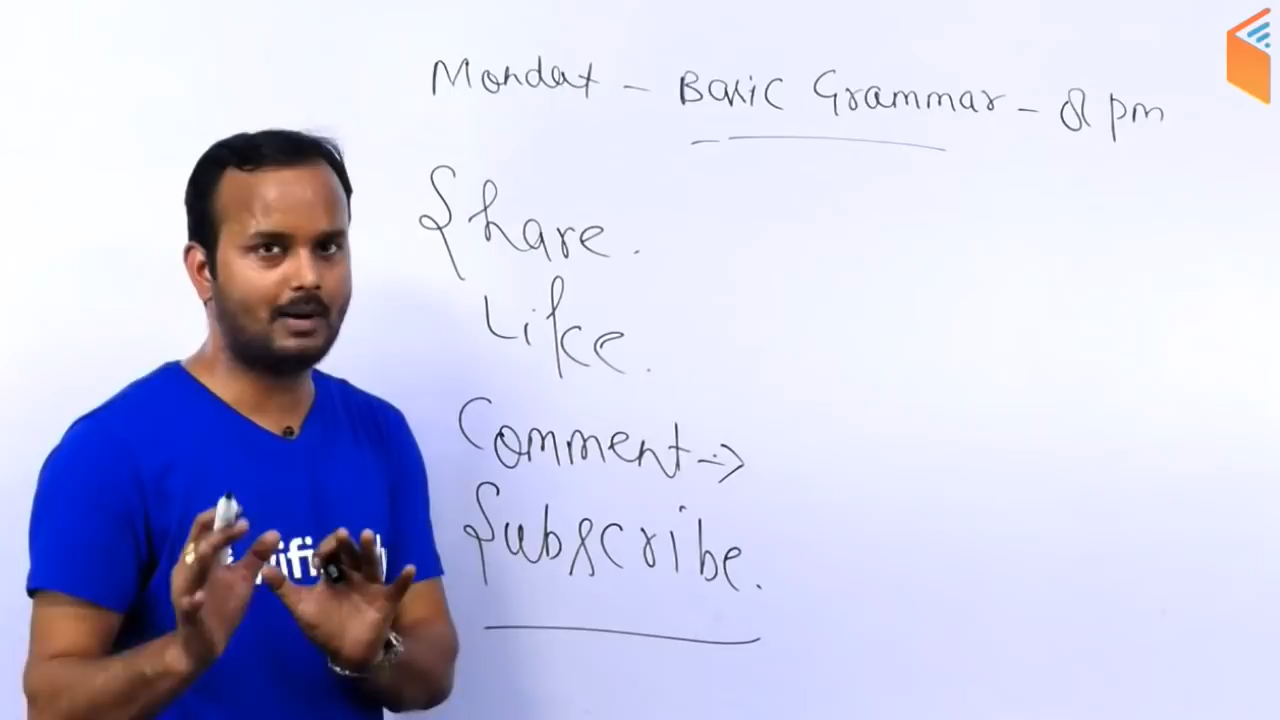 Monday - Basic Grammar - 8 pm
Share.
Like.
Comment →
Subscribe.